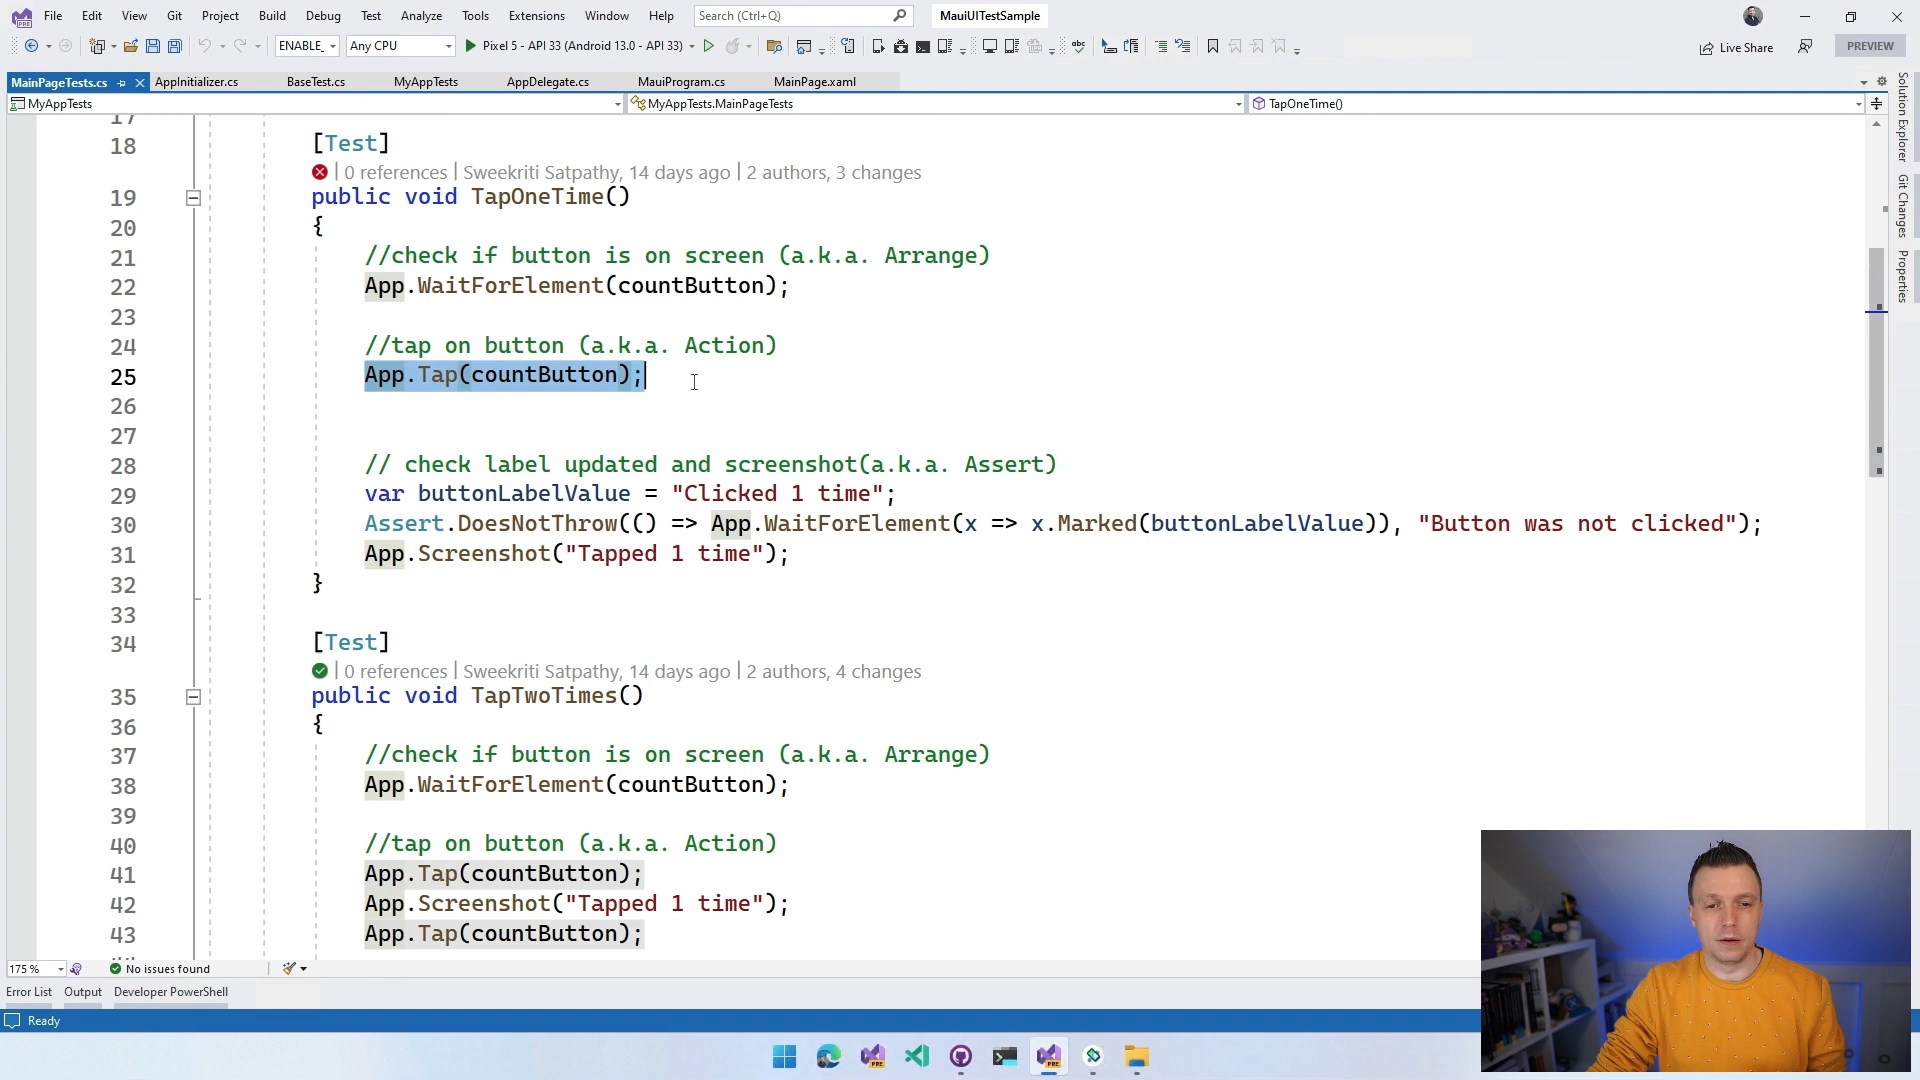 File Edit View Git Project Build Debug Test Analyze Tools Extensions Window Help Search (Ctrl+Q) MauiUITestSample
ENABLE_ Any CPU Pixel 5 - API 33 (Android 13.0 - API 33) Live Share PREVIEW
MainPageTests.cs AppInitializer.cs BaseTest.cs MyAppTests AppDelegate.cs MauiProgram.cs MainPage.xaml
MyAppTests MyAppTests.MainPageTests TapOneTime()
17
18 [Test]
0 references | Sweekriti Satpathy, 14 days ago | 2 authors, 3 changes
19 public void TapOneTime()
20 {
21 //check if button is on screen (a.k.a. Arrange)
22 App.WaitForElement(countButton);
23
24 //tap on button (a.k.a. Action)
25 App.Tap(countButton);
26
27
28 // check label updated and screenshot(a.k.a. Assert)
29 var buttonLabelValue = "Clicked 1 time";
30 Assert.DoesNotThrow(() => App.WaitForElement(x => x.Marked(buttonLabelValue)), "Button was not clicked");
31 App.Screenshot("Tapped 1 time");
32 }
33
34 [Test]
0 references | Sweekriti Satpathy, 14 days ago | 2 authors, 4 changes
35 public void TapTwoTimes()
36 {
37 //check if button is on screen (a.k.a. Arrange)
38 App.WaitForElement(countButton);
39
40 //tap on button (a.k.a. Action)
41 App.Tap(countButton);
42 App.Screenshot("Tapped 1 time");
43 App.Tap(countButton);
175 % No issues found
Error List Output Developer PowerShell
Ready
Solution Explorer
Git Changes
Properties